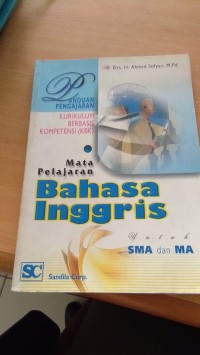 Drs. H. Ahmad Sofyan, M.Pd
PANDUAN
PENGAJARAN
KURIKULUM
BERBASIS
KOMPETENSI (KBK)
Mata
Pelajaran
Bahasa
Inggris
Untuk
SMA dan MA
SC
Sandila Corp.